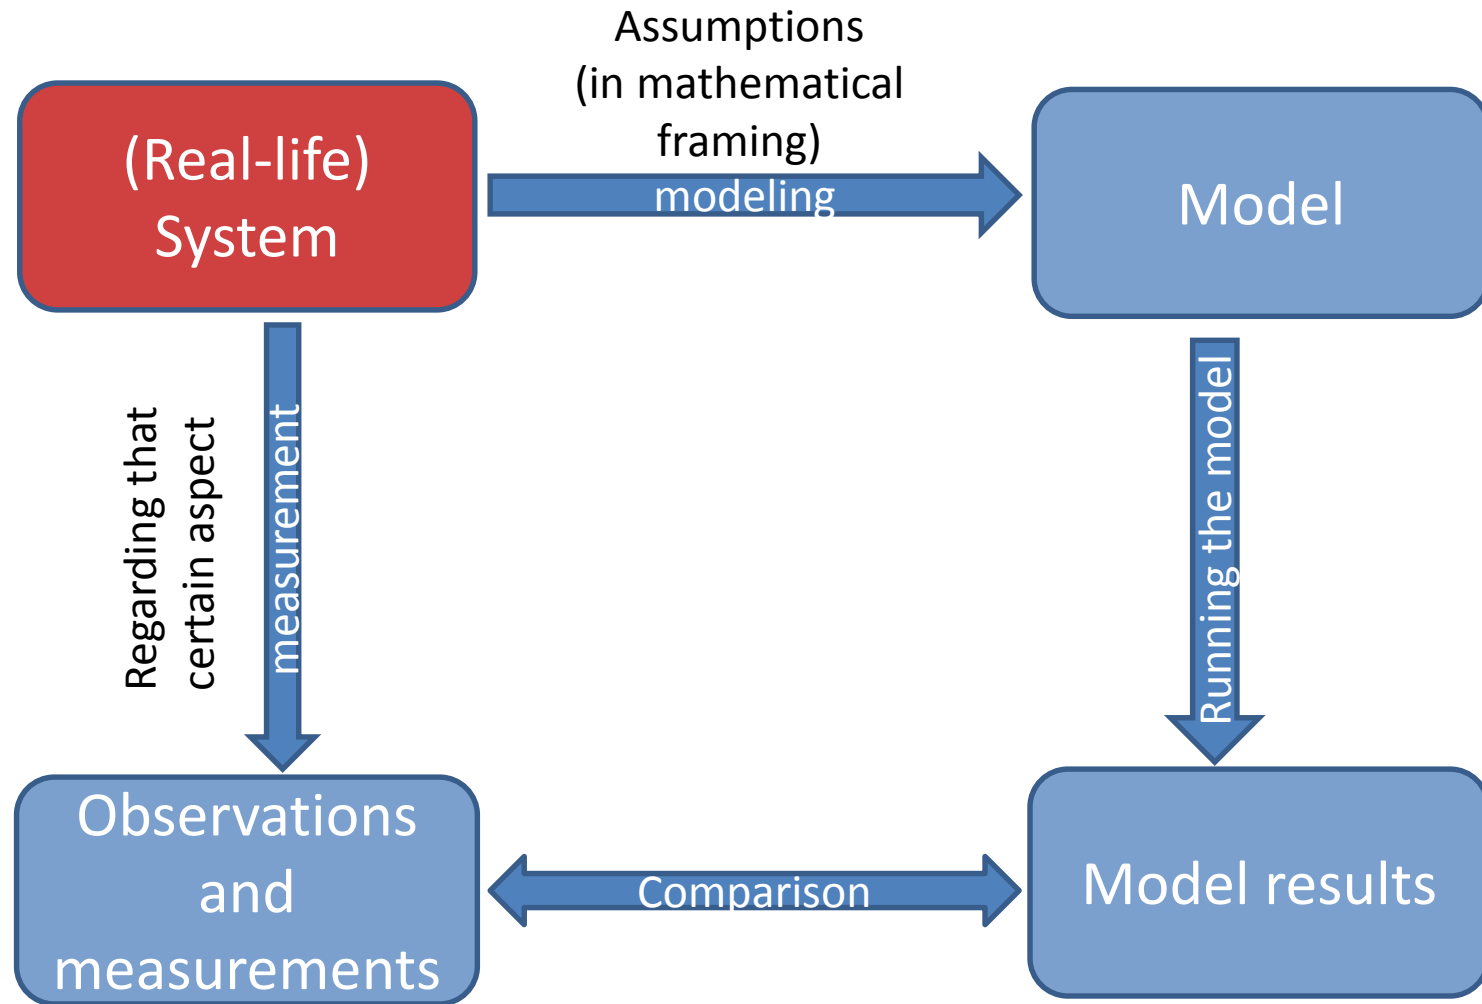 Assumptions
(in mathematical
framing)
(Real-life)
System
modeling
Model
Regarding that
certain aspect
measurement
Running the model
Observations
and
measurements
Comparison
Model results